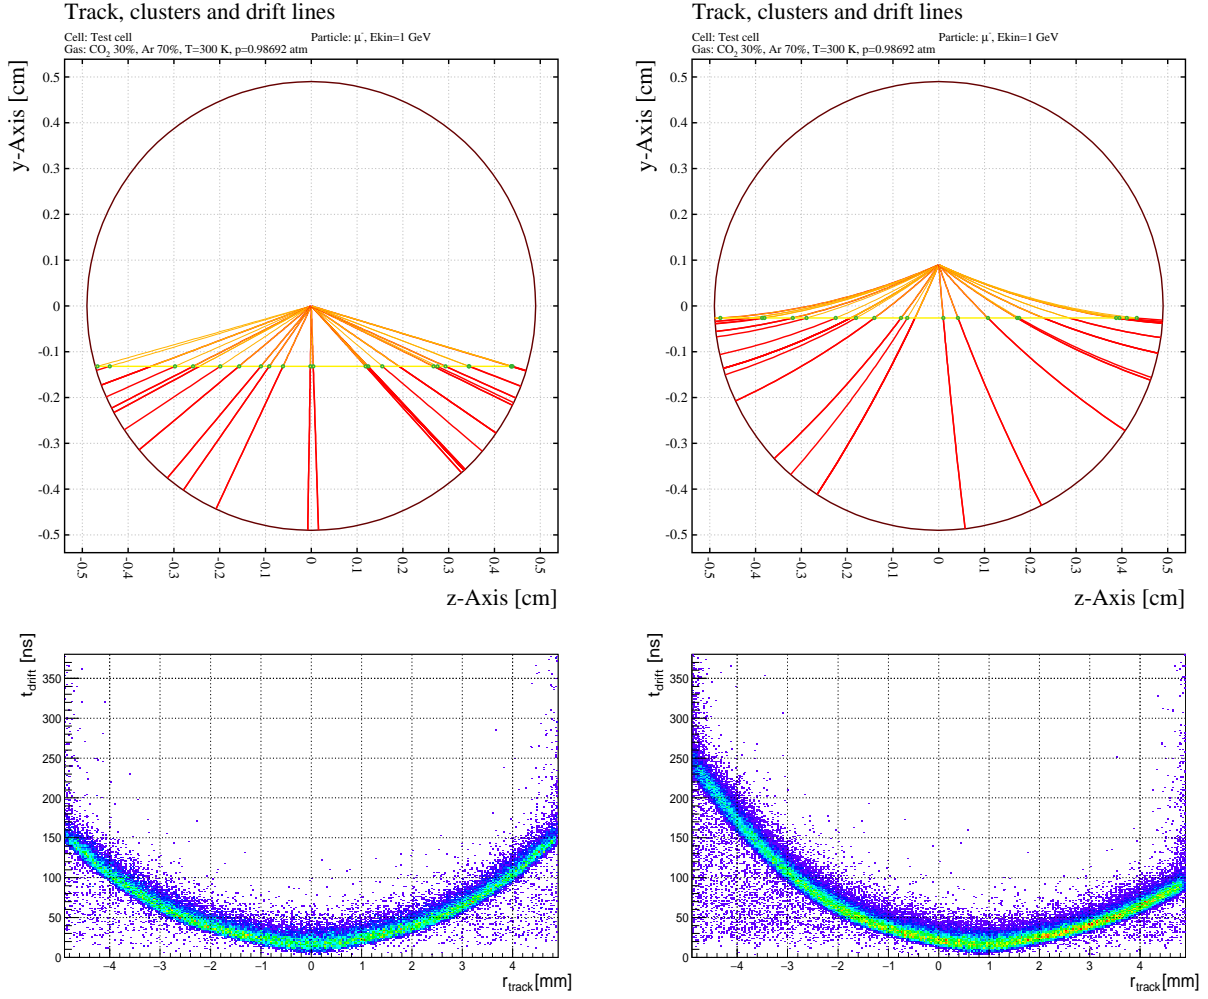 Track, clusters and drift lines
Cell: Test cell Particle: μ⁻, Ekin=1 GeV
Gas: CO₂ 30%, Ar 70%, T=300 K, p=0.98692 atm
y-Axis [cm]
0.5
0.4
0.3
0.2
0.1
0
-0.1
-0.2
-0.3
-0.4
-0.5
-0.5 -0.4 -0.3 -0.2 -0.1 0 0.1 0.2 0.3 0.4 0.5
z-Axis [cm]
Track, clusters and drift lines
Cell: Test cell Particle: μ⁻, Ekin=1 GeV
Gas: CO₂ 30%, Ar 70%, T=300 K, p=0.98692 atm
y-Axis [cm]
0.5
0.4
0.3
0.2
0.1
0
-0.1
-0.2
-0.3
-0.4
-0.5
-0.5 -0.4 -0.3 -0.2 -0.1 0 0.1 0.2 0.3 0.4 0.5
z-Axis [cm]
t_drift [ns]
350
300
250
200
150
100
50
0
−4 −3 −2 −1 0 1 2 3 4
r_track [mm]
t_drift [ns]
350
300
250
200
150
100
50
0
−4 −3 −2 −1 0 1 2 3 4
r_track [mm]